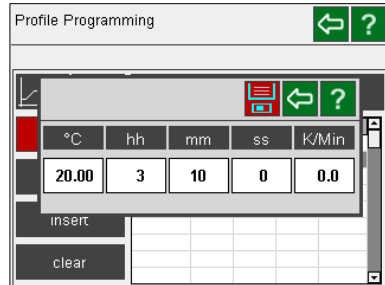 Profile Programming ?
?
°C hh mm ss K/Min
20.00 3 10 0 0.0
insert
clear